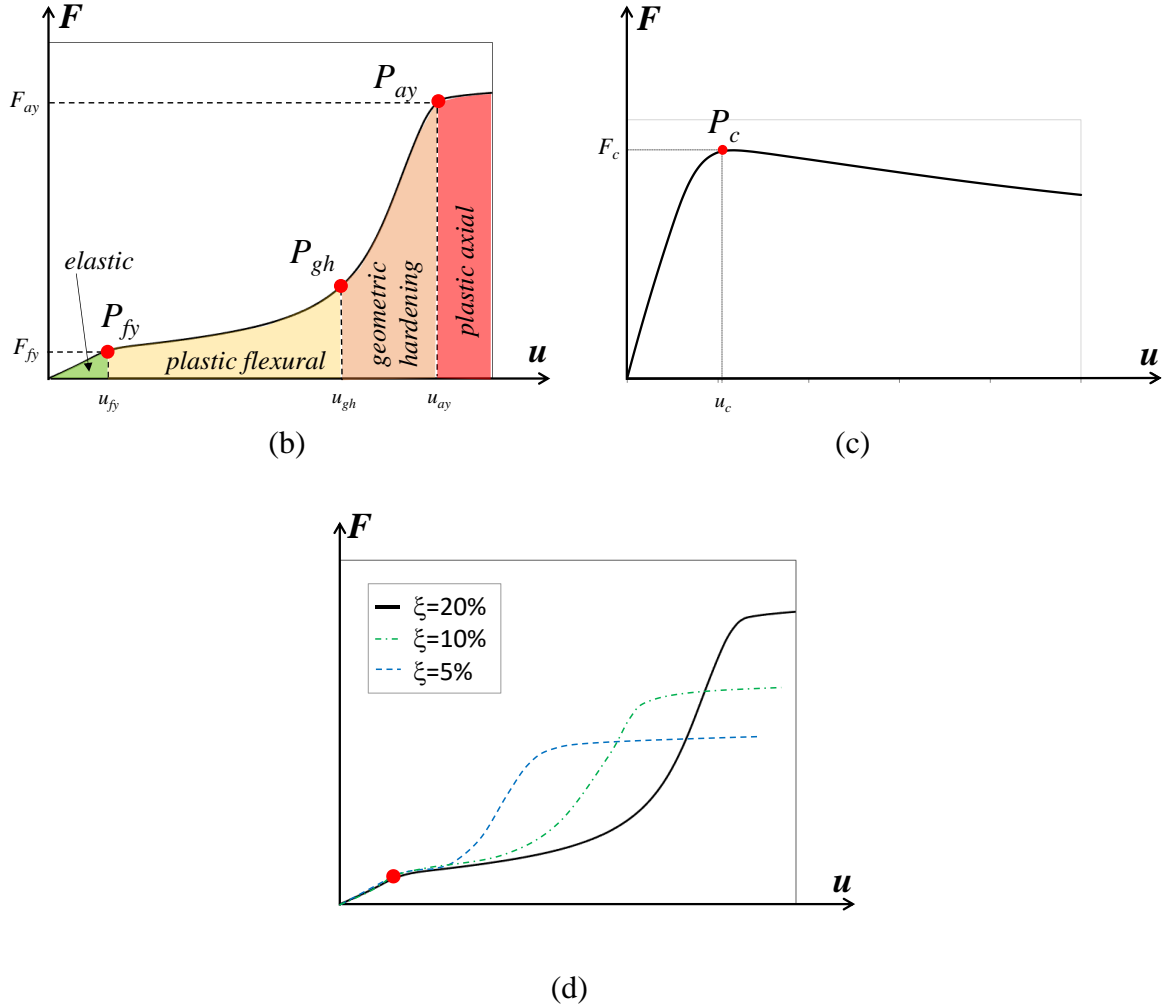 F
F_ay
P_ay
elastic
P_gh
P_fy
F_fy
plastic flexural
geometric
hardening
plastic axial
u
u_fy
u_gh
u_ay
(b)
F
F_c
P_c
u
u_c
(c)
F
ξ=20%
ξ=10%
ξ=5%
u
(d)